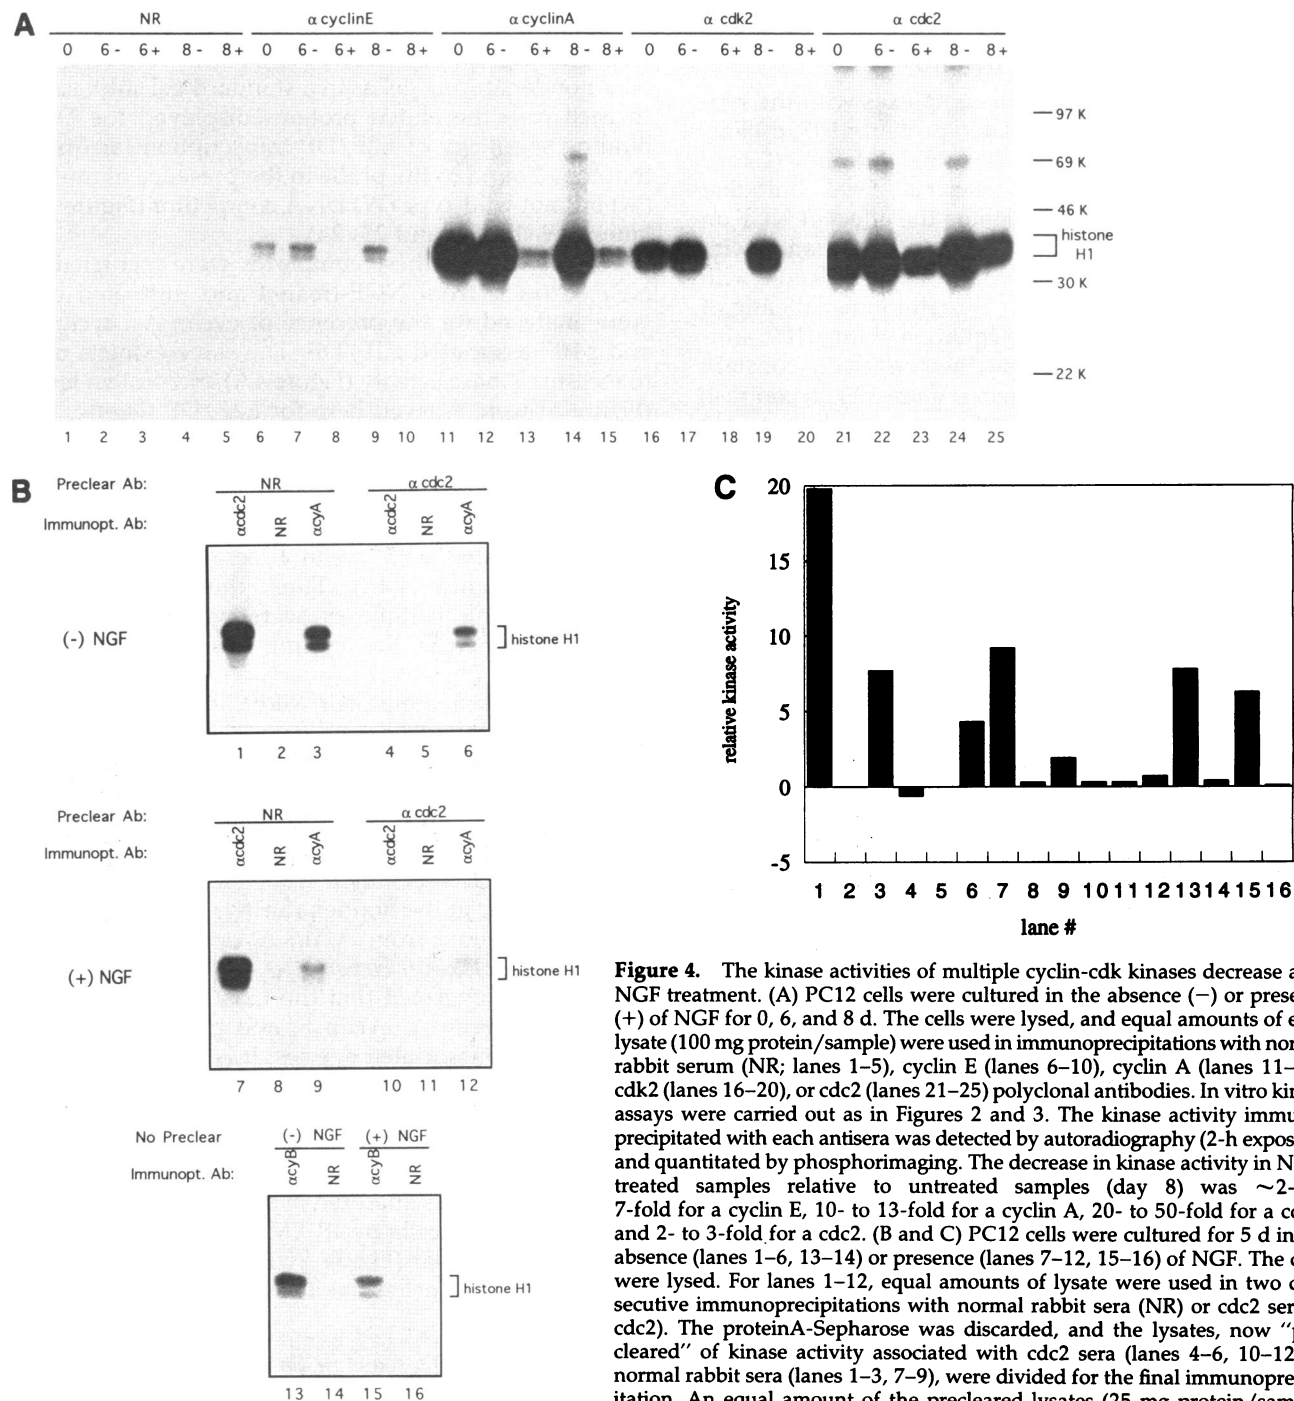 A
NR α cyclinE α cyclinA α cdk2 α cdc2
0 6 - 6 + 8 - 8 + 0 6 - 6 + 8 - 8 + 0 6 - 6 + 8 - 8 + 0 6 - 6 + 8 - 8 + 0 6 - 6 + 8 - 8 +
97 K
69 K
46 K
histone
H1
30 K
22 K
1 2 3 4 5 6 7 8 9 10 11 12 13 14 15 16 17 18 19 20 21 22 23 24 25
B
Preclear Ab: NR α cdc2
Immunopt. Ab: αcdc2 NR αcyA αcdc2 NR αcyA
(-) NGF
histone H1
1 2 3 4 5 6
Preclear Ab: NR α cdc2
Immunopt. Ab: αcdc2 NR αcyA αcdc2 NR αcyA
(+) NGF
histone H1
7 8 9 10 11 12
No Preclear (-) NGF (+) NGF
Immunopt. Ab: αcyB NR αcyB NR
histone H1
13 14 15 16
C
20
15
10
5
0
-5
relative kinase activity
1 2 3 4 5 6 7 8 9 10 11 12 13 14 15 16
lane #
Figure 4. The kinase activities of multiple cyclin-cdk kinases decrease a
NGF treatment. (A) PC12 cells were cultured in the absence (−) or prese
(+) of NGF for 0, 6, and 8 d. The cells were lysed, and equal amounts of e
lysate (100 mg protein/sample) were used in immunoprecipitations with nor
rabbit serum (NR; lanes 1–5), cyclin E (lanes 6–10), cyclin A (lanes 11–
cdk2 (lanes 16–20), or cdc2 (lanes 21–25) polyclonal antibodies. In vitro kin
assays were carried out as in Figures 2 and 3. The kinase activity immu
precipitated with each antisera was detected by autoradiography (2-h expos
and quantitated by phosphorimaging. The decrease in kinase activity in N
treated samples relative to untreated samples (day 8) was ~2-
7-fold for a cyclin E, 10- to 13-fold for a cyclin A, 20- to 50-fold for a c
and 2- to 3-fold for a cdc2. (B and C) PC12 cells were cultured for 5 d in
absence (lanes 1–6, 13–14) or presence (lanes 7–12, 15–16) of NGF. The c
were lysed. For lanes 1–12, equal amounts of lysate were used in two c
secutive immunoprecipitations with normal rabbit sera (NR) or cdc2 ser
cdc2). The proteinA-Sepharose was discarded, and the lysates, now "p
cleared" of kinase activity associated with cdc2 sera (lanes 4–6, 10–12
normal rabbit sera (lanes 1–3, 7–9), were divided for the final immunopre
itation. An equal amount of the precleared lysates (25 mg protein/sam